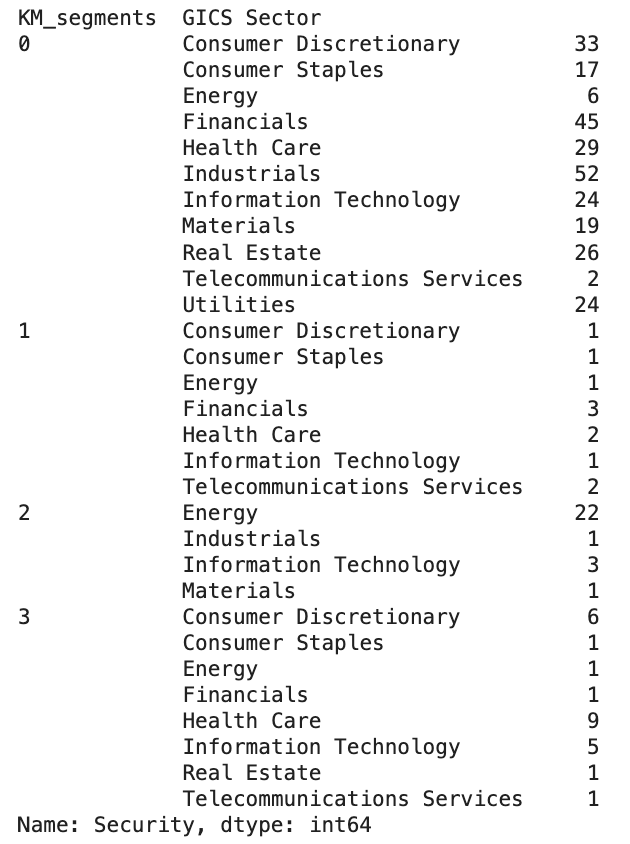 KM_segments  GICS Sector
0            Consumer Discretionary         33
             Consumer Staples               17
             Energy                          6
             Financials                     45
             Health Care                    29
             Industrials                    52
             Information Technology         24
             Materials                      19
             Real Estate                    26
             Telecommunications Services     2
             Utilities                      24
1            Consumer Discretionary          1
             Consumer Staples                1
             Energy                          1
             Financials                      3
             Health Care                     2
             Information Technology          1
             Telecommunications Services     2
2            Energy                         22
             Industrials                     1
             Information Technology          3
             Materials                       1
3            Consumer Discretionary          6
             Consumer Staples                1
             Energy                          1
             Financials                      1
             Health Care                     9
             Information Technology          5
             Real Estate                     1
             Telecommunications Services     1
Name: Security, dtype: int64